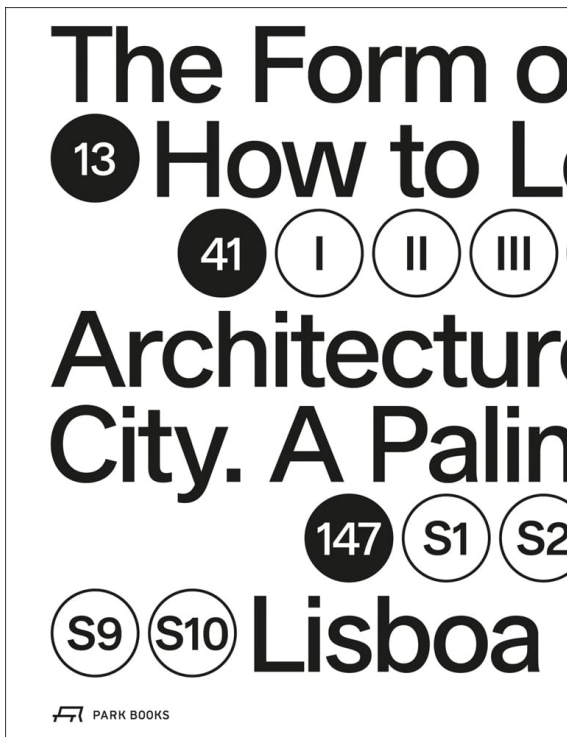 The Form o
13 How to L
41 I II III
Architectur
City. A Palin
147 S1 S2
S9 S10 Lisboa
PARK BOOKS